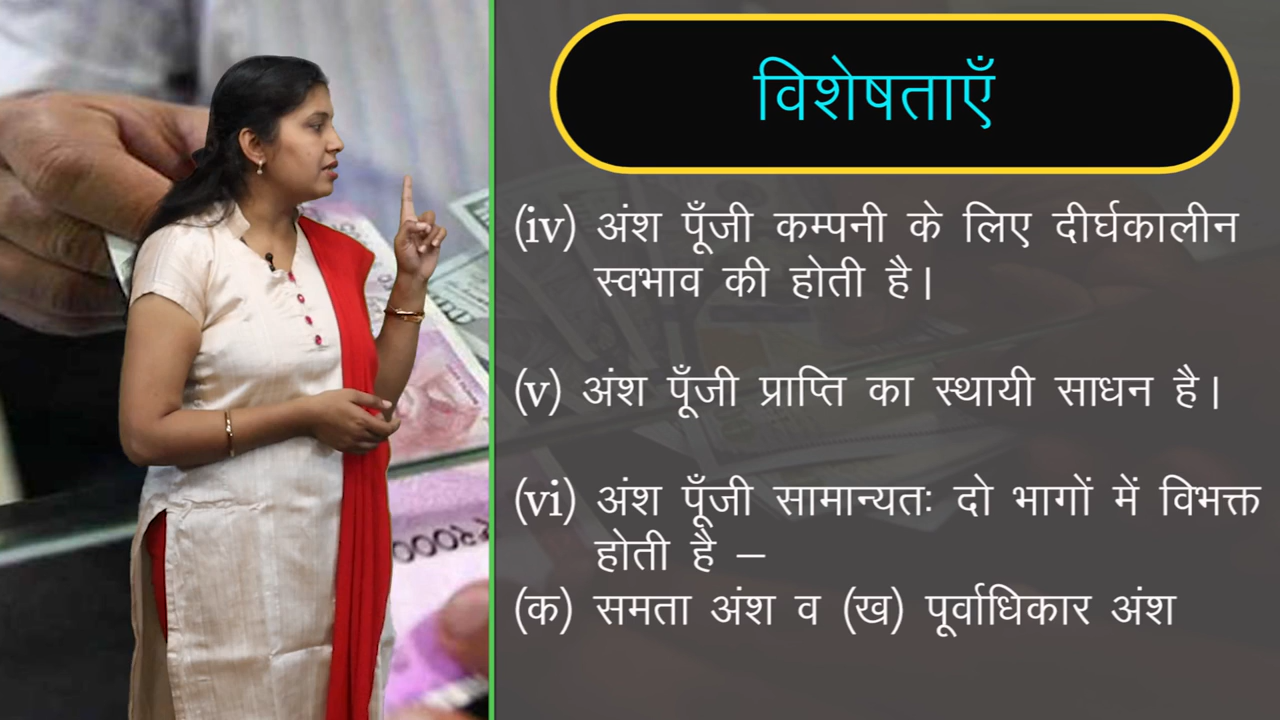 विशेषताएँ
(iv) अंश पूँजी कम्पनी के लिए दीर्घकालीन
स्वभाव की होती है।
(v) अंश पूँजी प्राप्ति का स्थायी साधन है।
(vi) अंश पूँजी सामान्यतः दो भागों में विभक्त
होती है –
(क) समता अंश व (ख) पूर्वाधिकार अंश